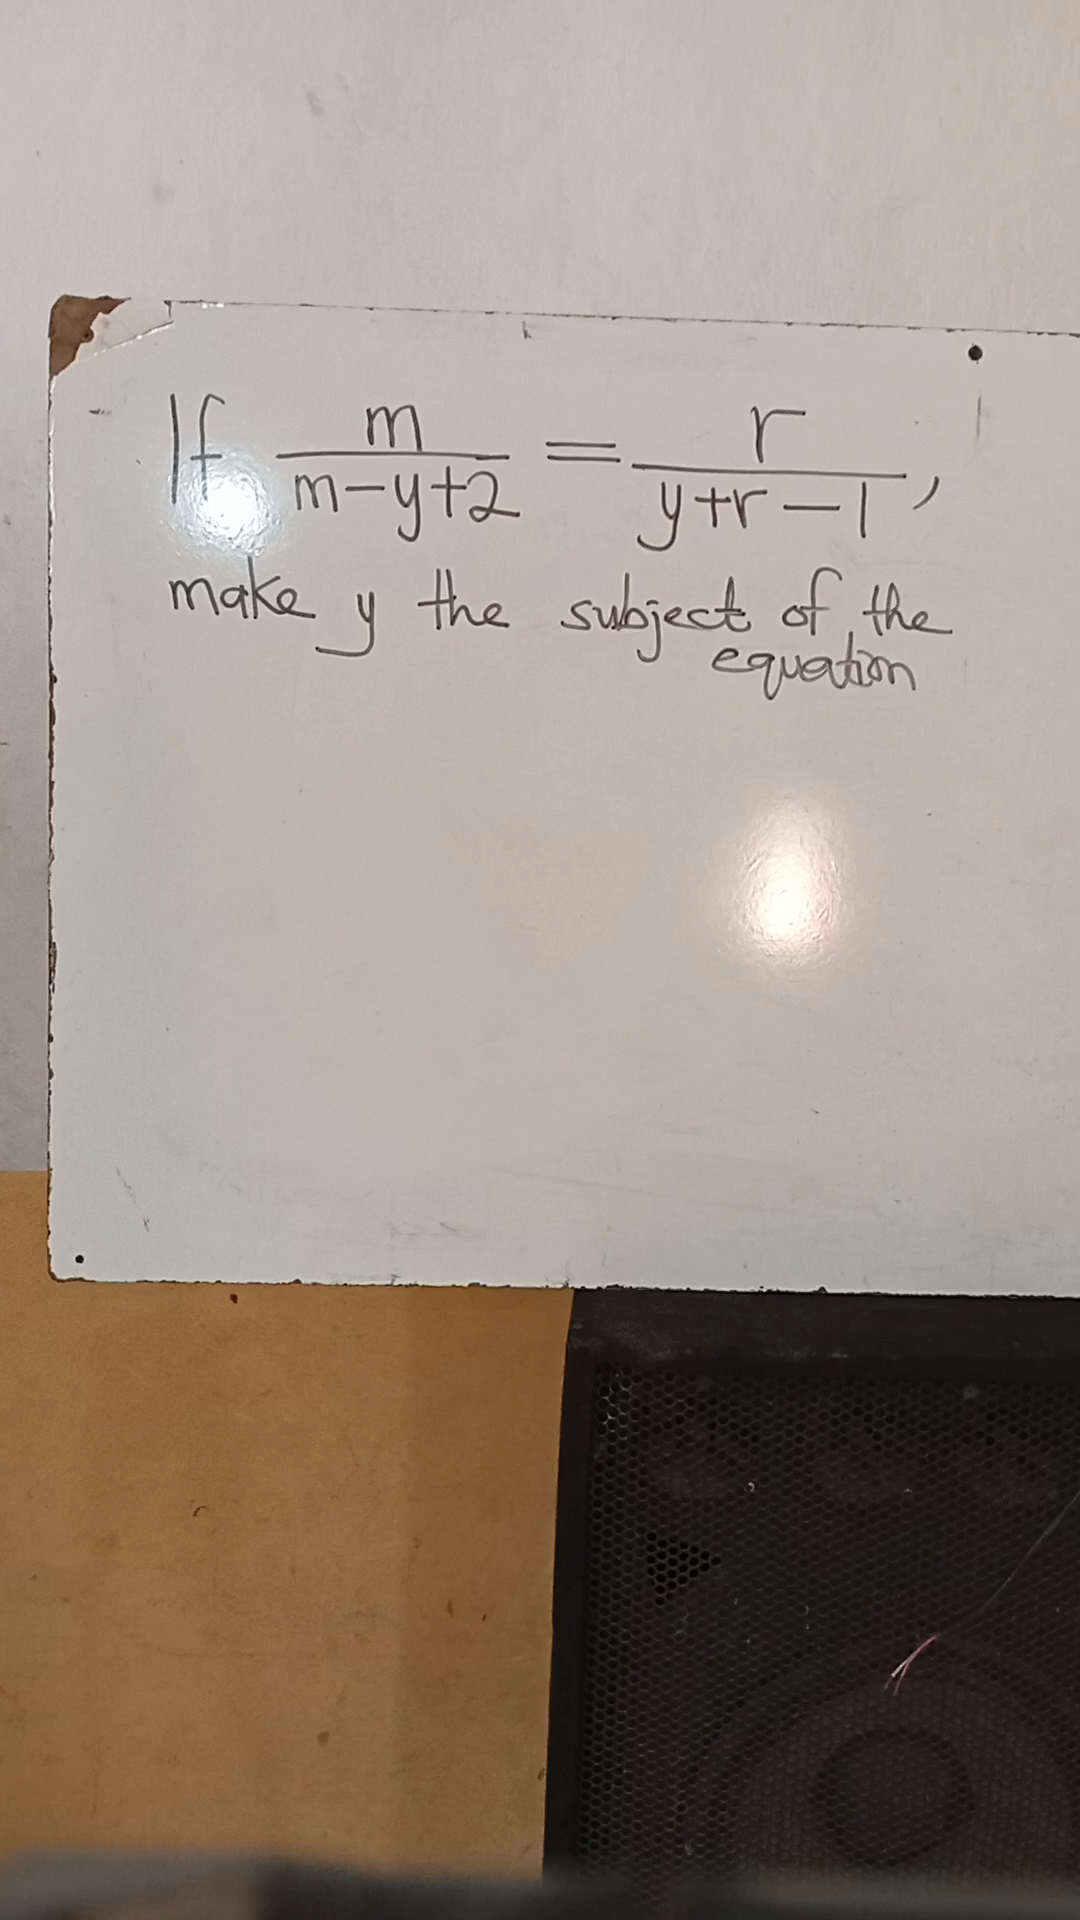 If m/(m-y+2) = r/(y+r-1),
make y the subject of the
equation